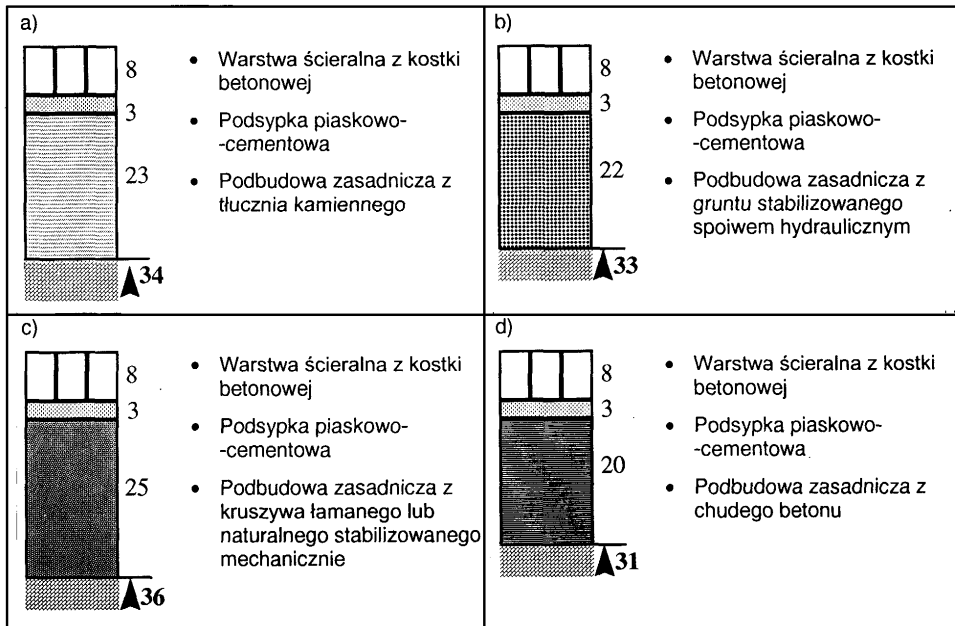 a)
8
3
23
34
• Warstwa ścieralna z kostki
betonowej
• Podsypka piaskowo-
-cementowa
• Podbudowa zasadnicza z
tłucznia kamiennego
b)
8
3
22
33
• Warstwa ścieralna z kostki
betonowej
• Podsypka piaskowo-
-cementowa
• Podbudowa zasadnicza z
gruntu stabilizowanego
spoiwem hydraulicznym
c)
8
3
25
36
• Warstwa ścieralna z kostki
betonowej
• Podsypka piaskowo-
-cementowa
• Podbudowa zasadnicza z
kruszywa łamanego lub
naturalnego stabilizowanego
mechanicznie
d)
8
3
20
31
• Warstwa ścieralna z kostki
betonowej
• Podsypka piaskowo-
-cementowa
• Podbudowa zasadnicza z
chudego betonu